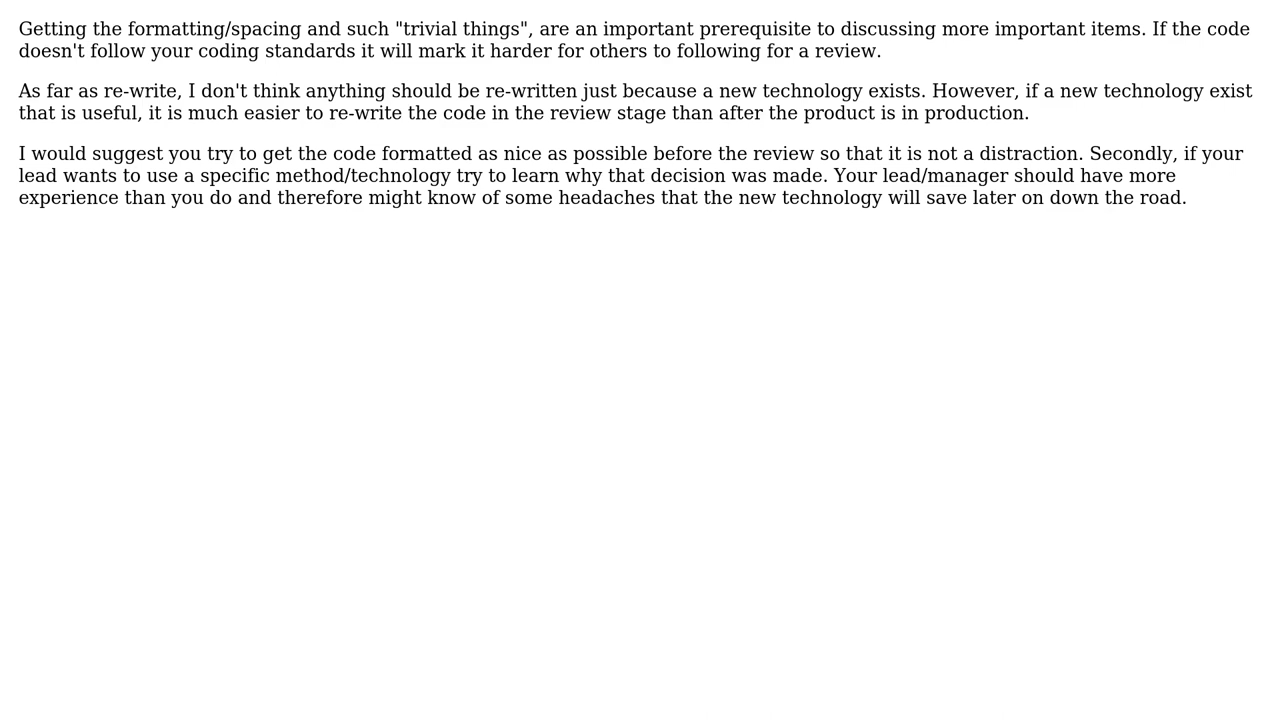 Getting the formatting/spacing and such "trivial things", are an important prerequisite to discussing more important items. If the code
doesn't follow your coding standards it will mark it harder for others to following for a review.
As far as re-write, I don't think anything should be re-written just because a new technology exists. However, if a new technology exist
that is useful, it is much easier to re-write the code in the review stage than after the product is in production.
I would suggest you try to get the code formatted as nice as possible before the review so that it is not a distraction. Secondly, if your
lead wants to use a specific method/technology try to learn why that decision was made. Your lead/manager should have more
experience than you do and therefore might know of some headaches that the new technology will save later on down the road.